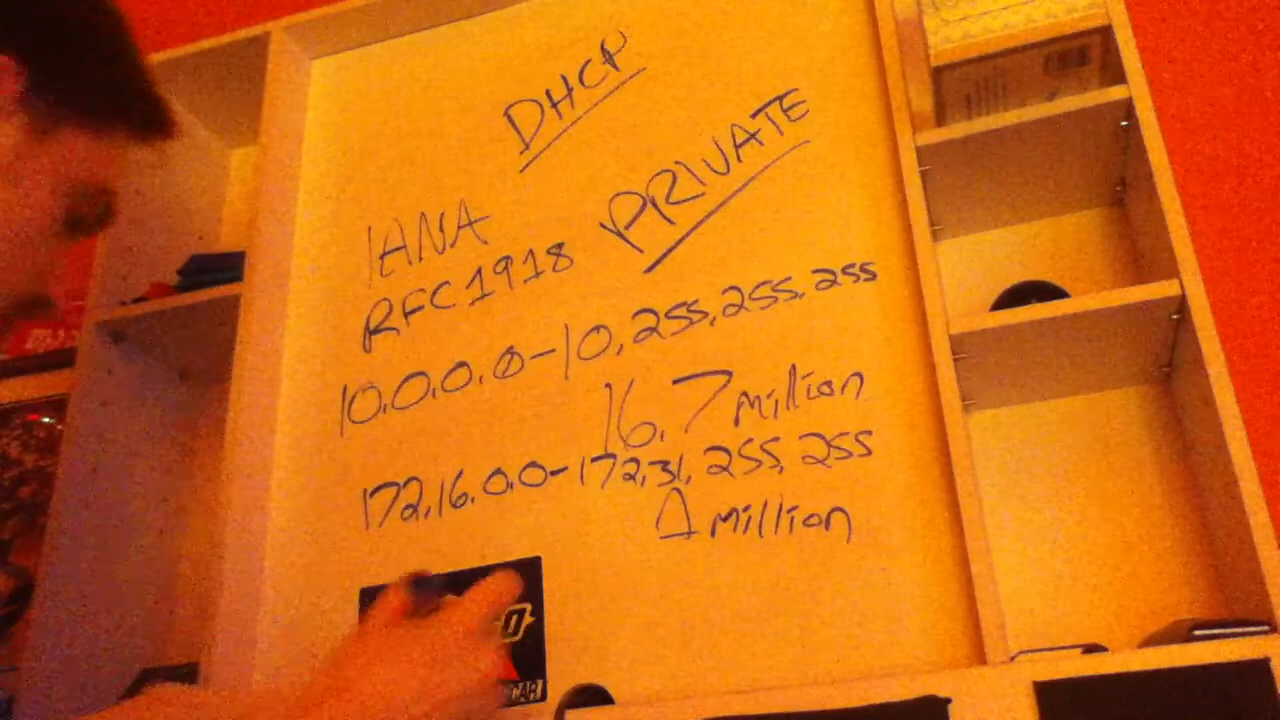 DHCP
PRIVATE
IANA
RFC1918
10.0.0.0-10.255.255.255
16.7 million
172.16.0.0-172.31.255.255
1 million
CAR